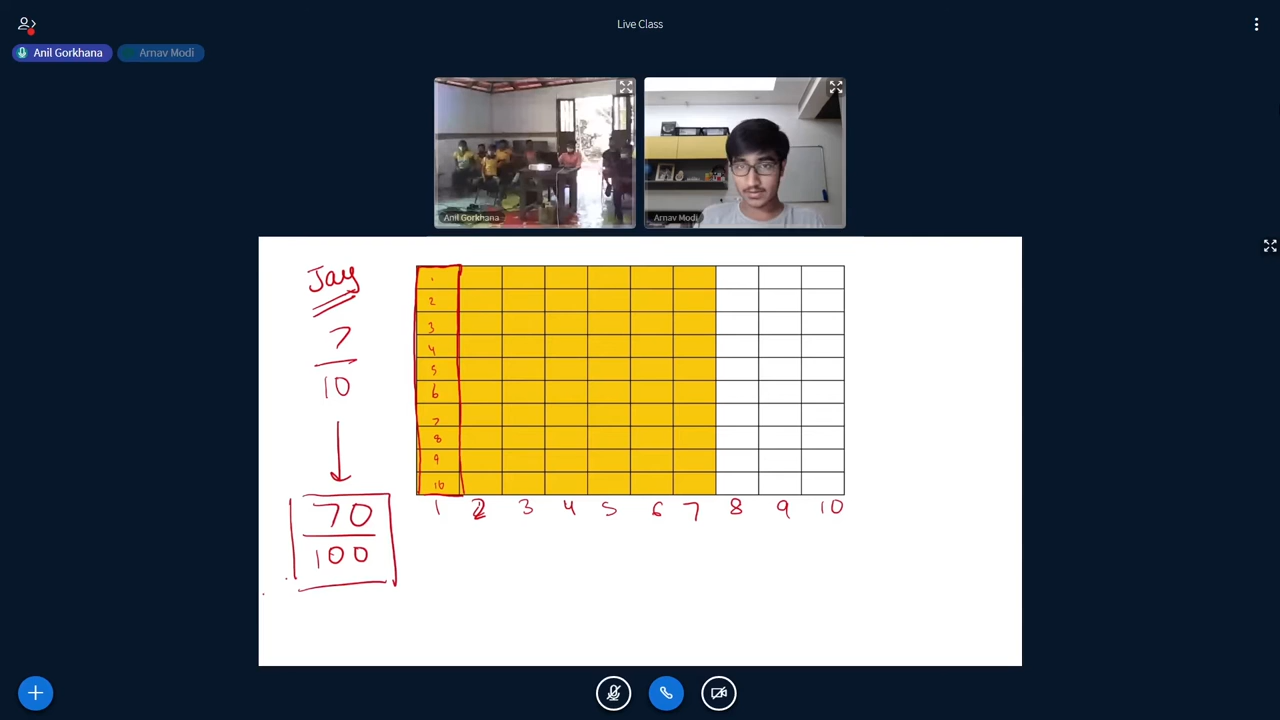 Live Class
Anil Gorkhana
Arnav Modi
Anil Gorkhana
Arnav Modi
Jay
7
10
70
100
1
2
3
4
5
6
7
8
9
10
1 2 3 4 5 6 7 8 9 10